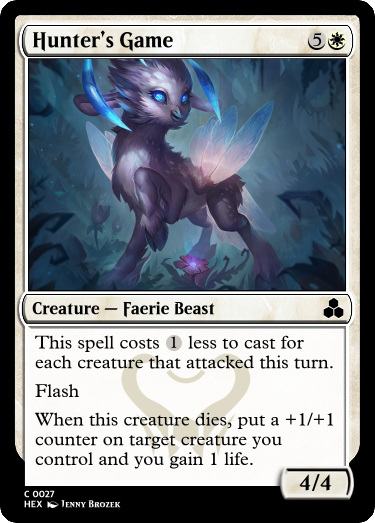 Hunter's Game 5
Creature — Faerie Beast
This spell costs 1 less to cast for
each creature that attacked this turn.
Flash
When this creature dies, put a +1/+1
counter on target creature you
control and you gain 1 life.
4/4
C 0027
HEX Jenny Brozek